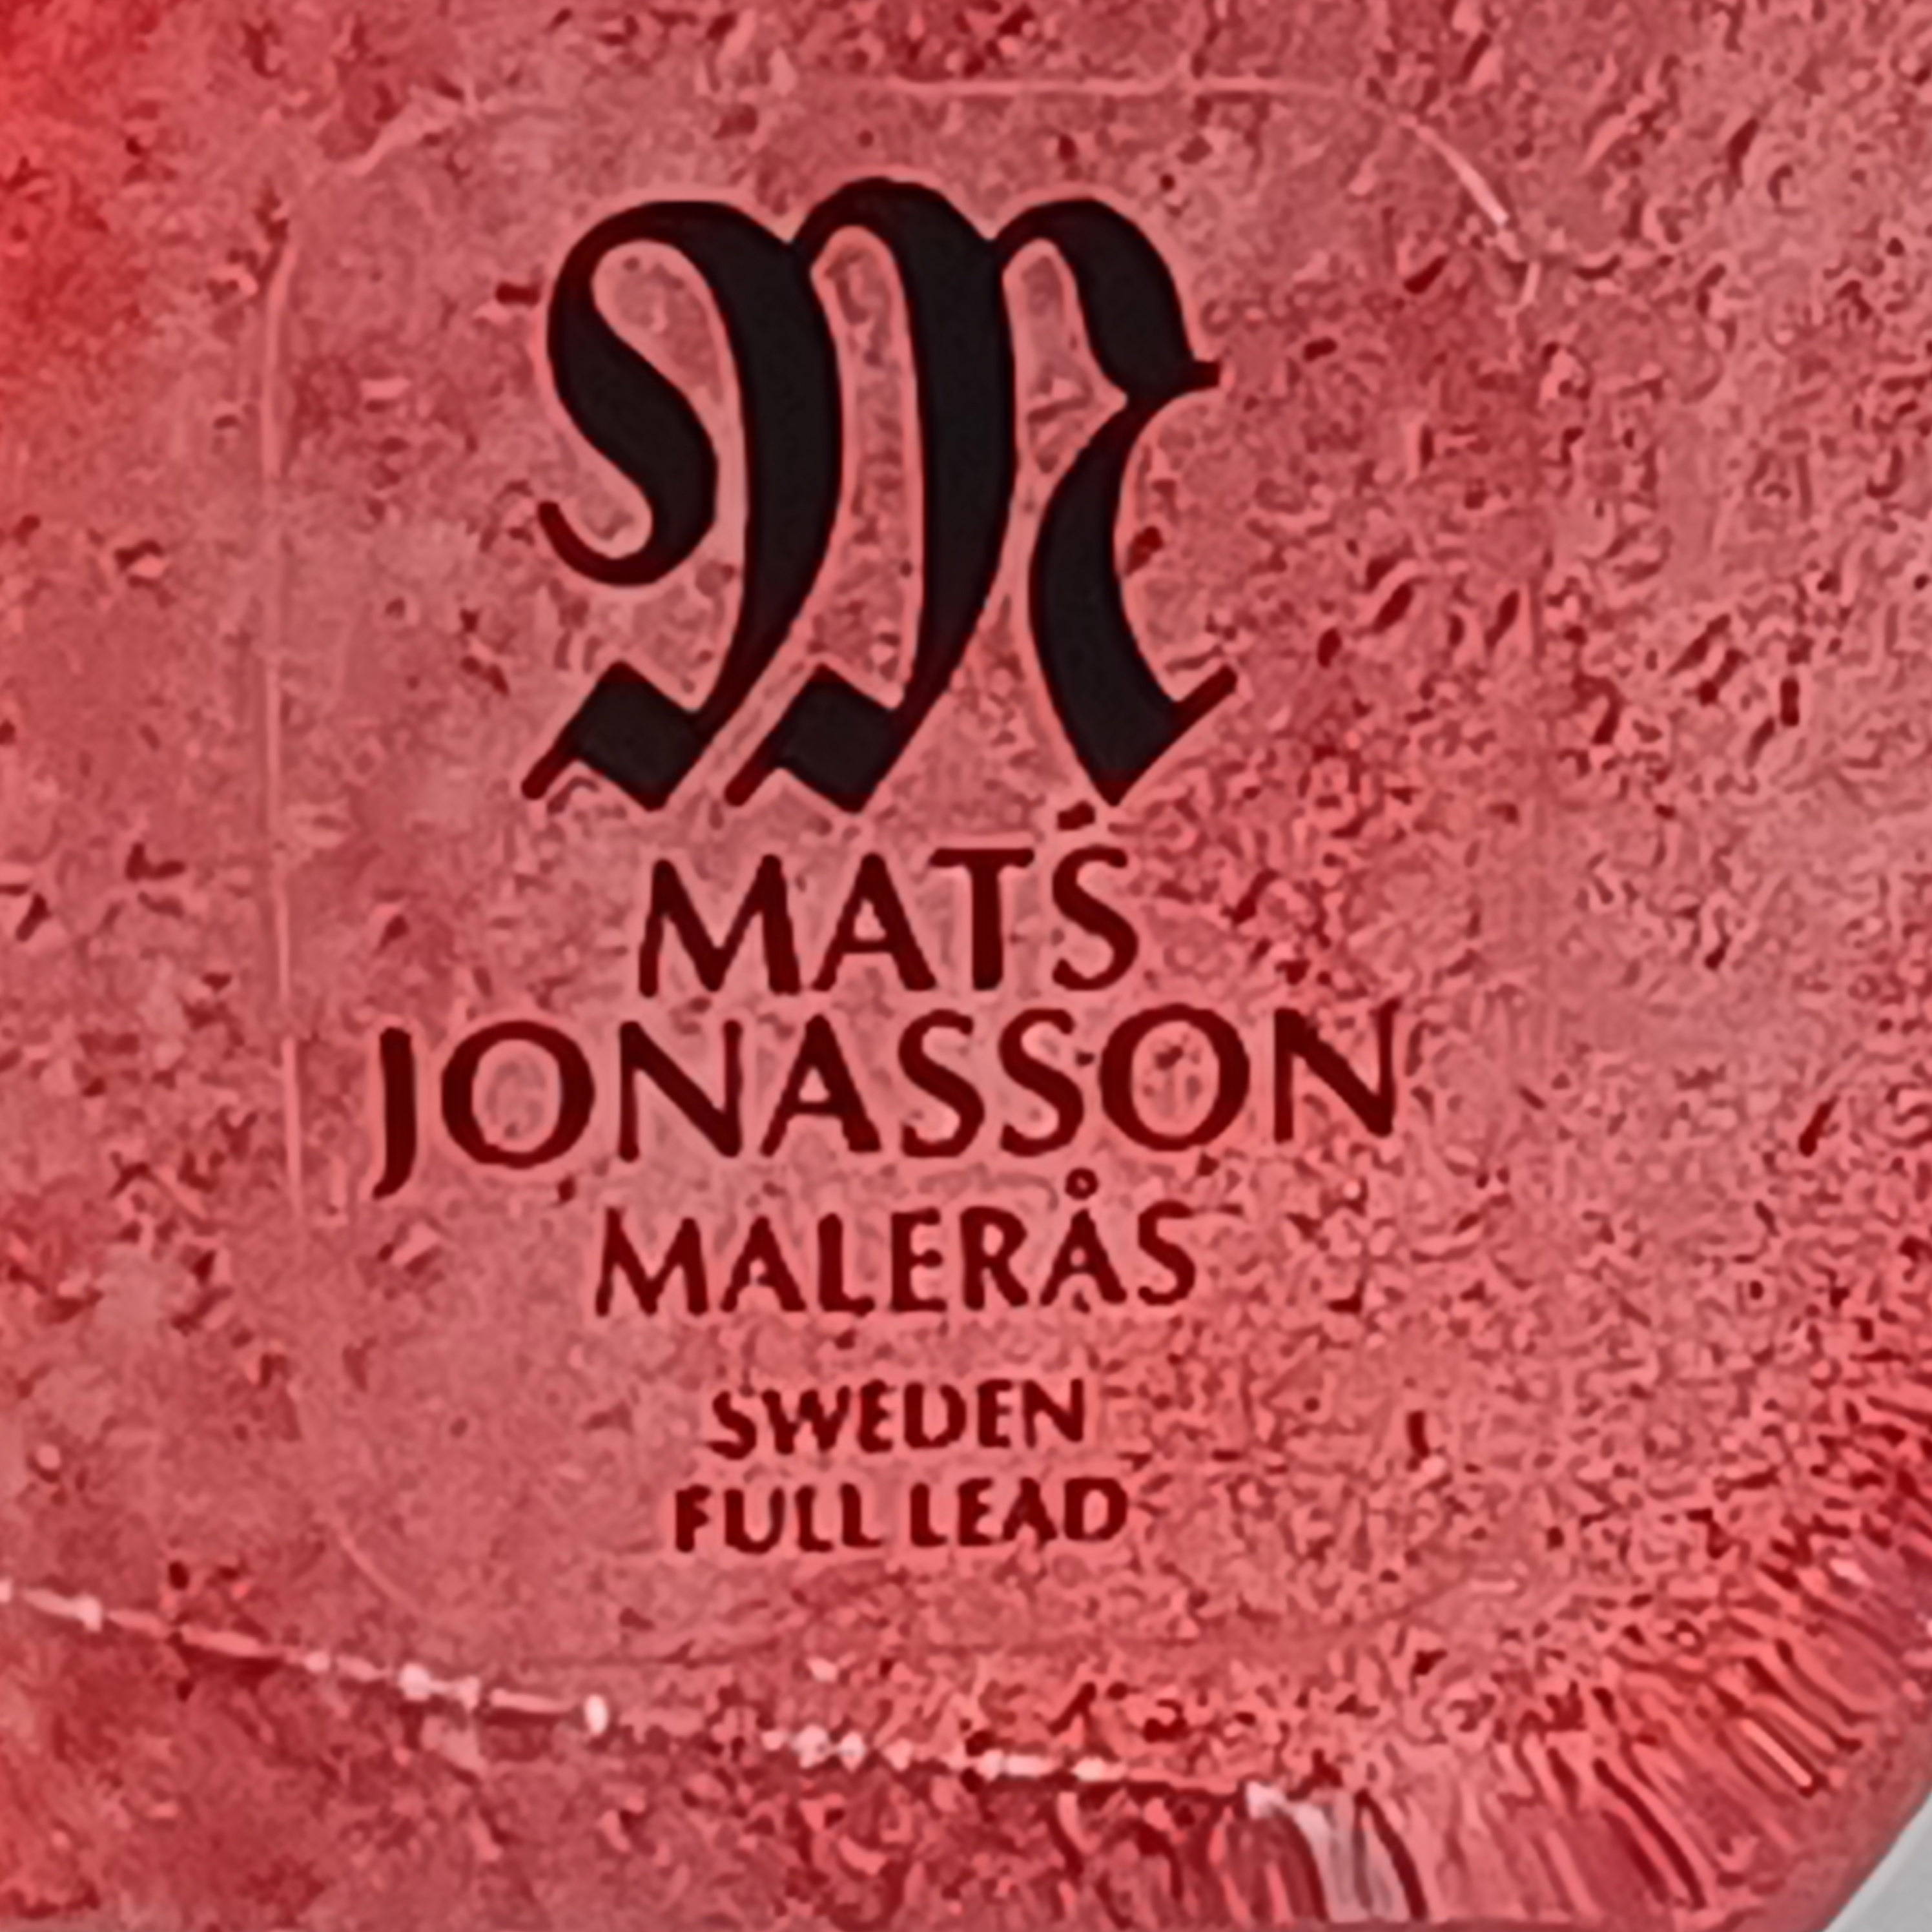 M
MATS
JONASSON
MALERÅS
SWEDEN
FULL LEAD